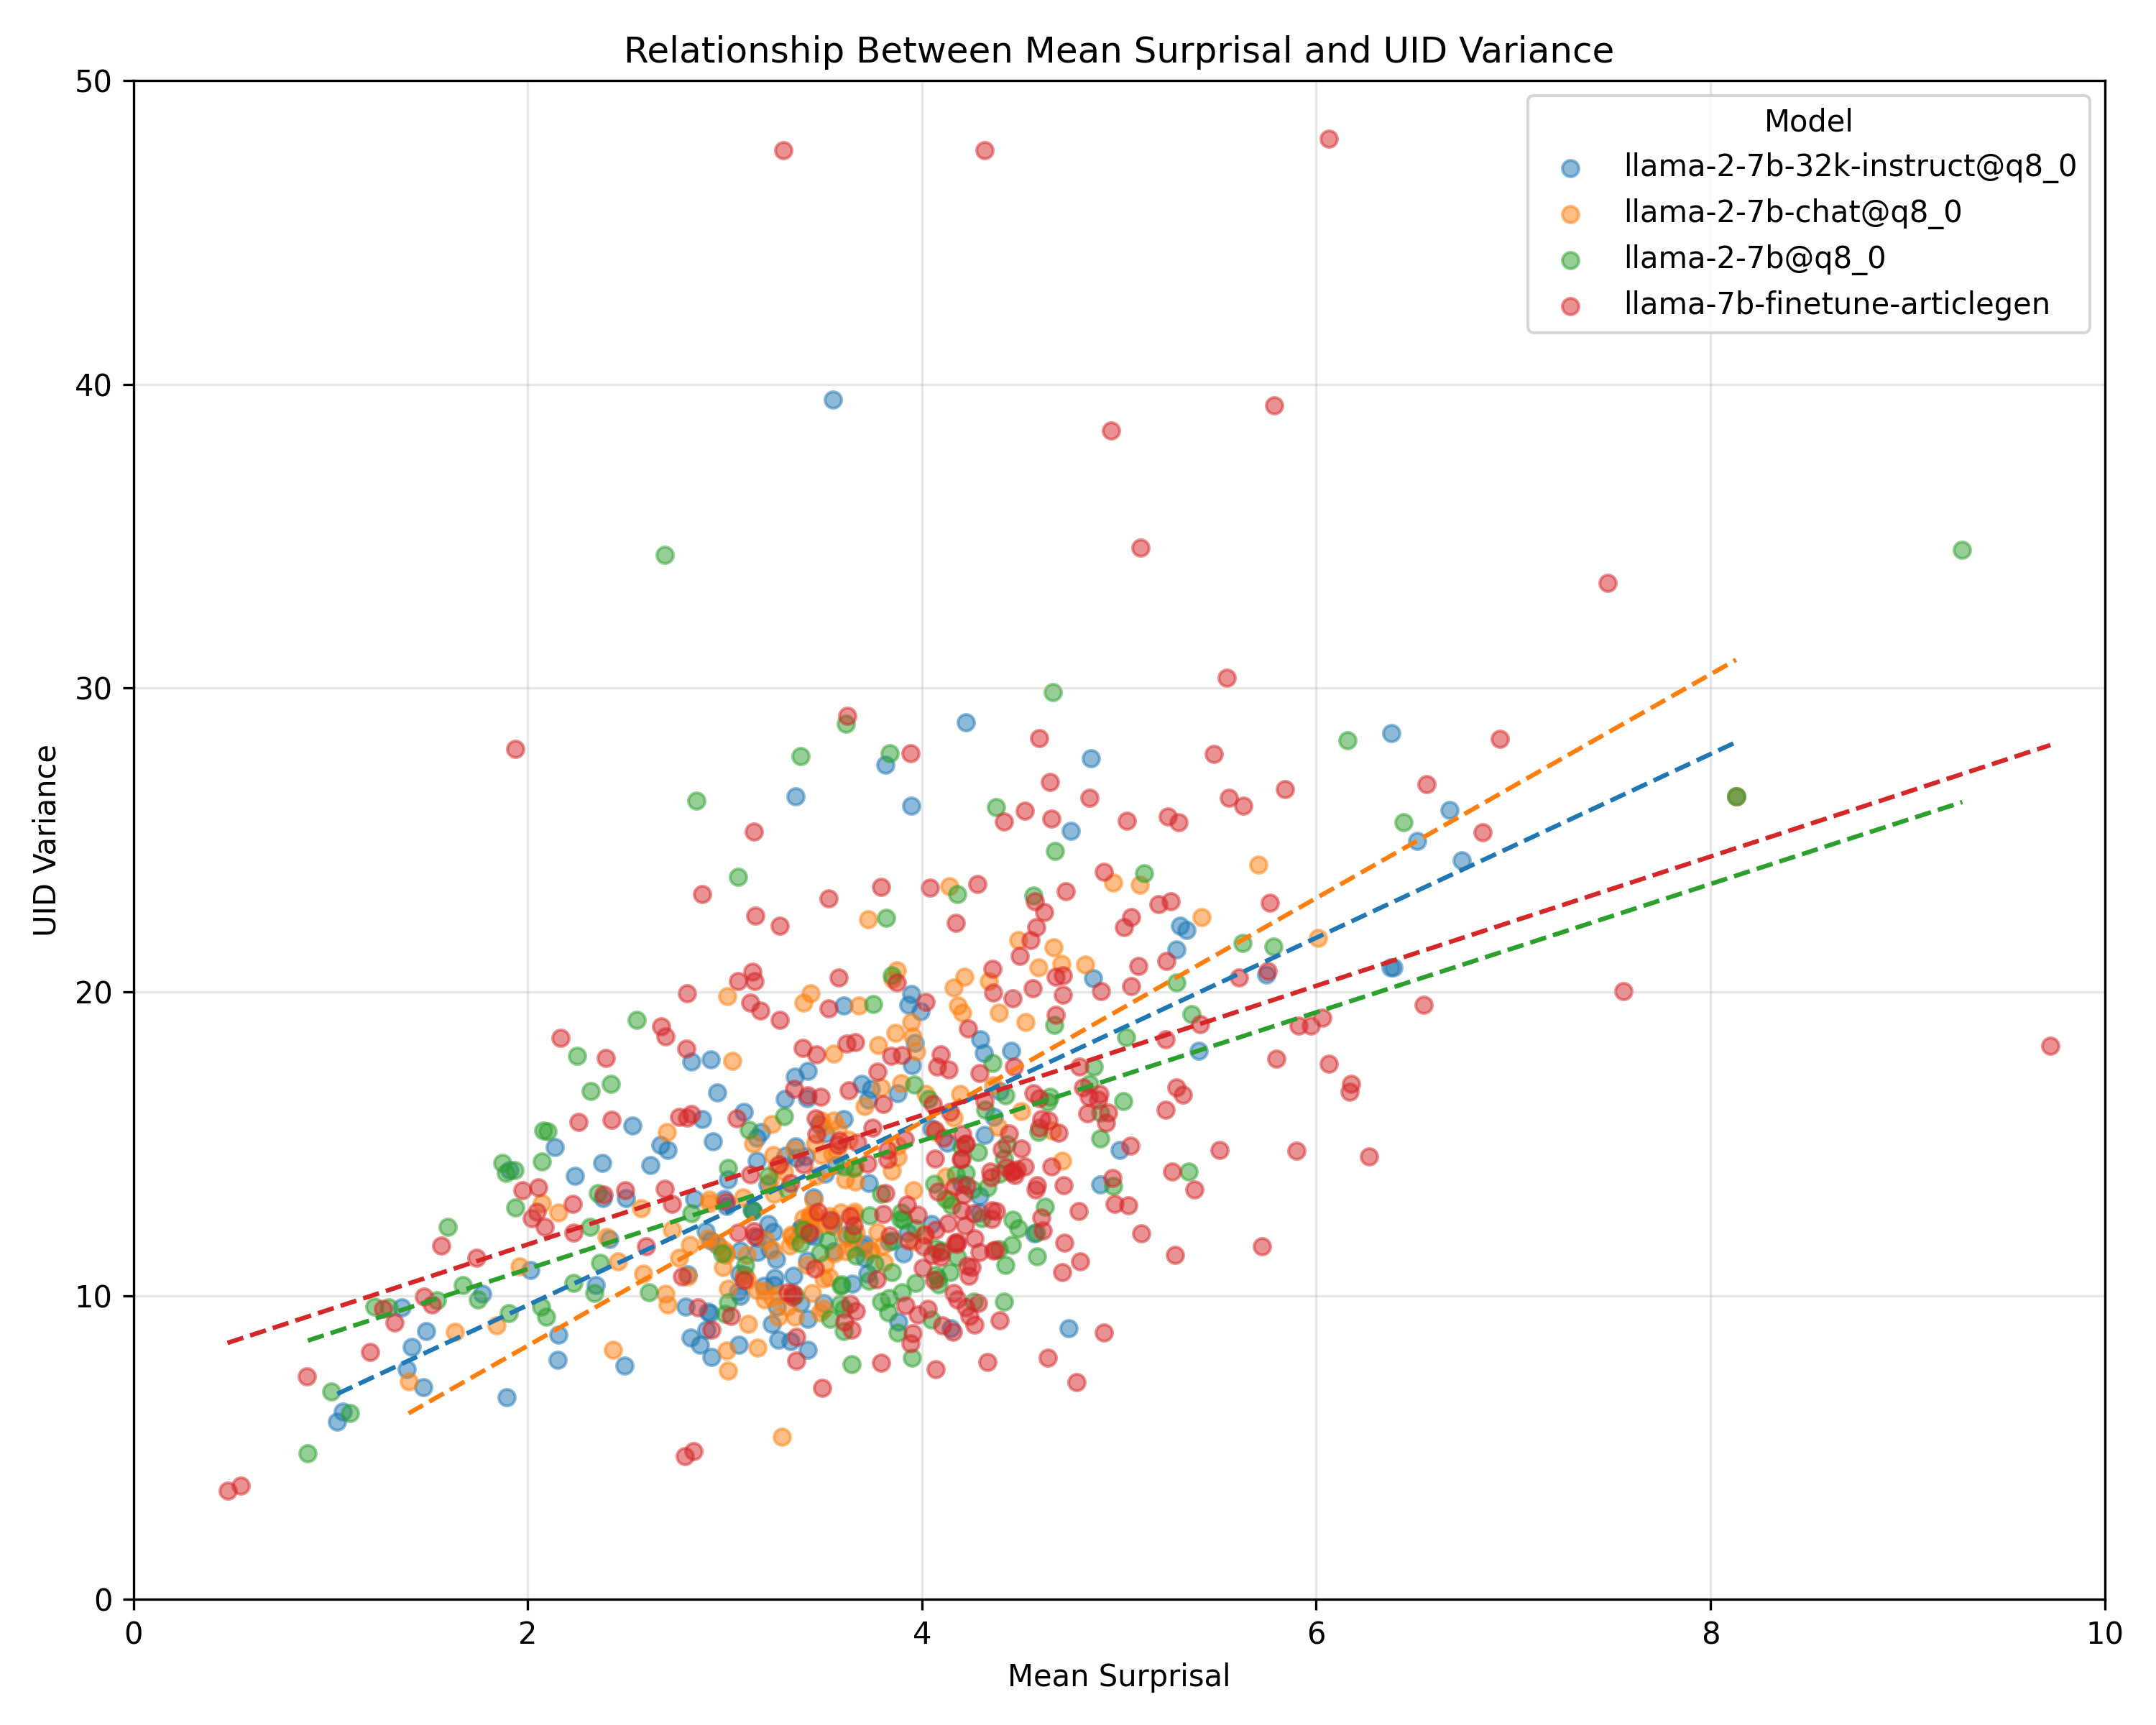 Relationship Between Mean Surprisal and UID Variance
50
40
30
20
10
0
UID Variance
Model
llama-2-7b-32k-instruct@q8_0
llama-2-7b-chat@q8_0
llama-2-7b@q8_0
llama-7b-finetune-articlegen
0 2 4 6 8 10
Mean Surprisal